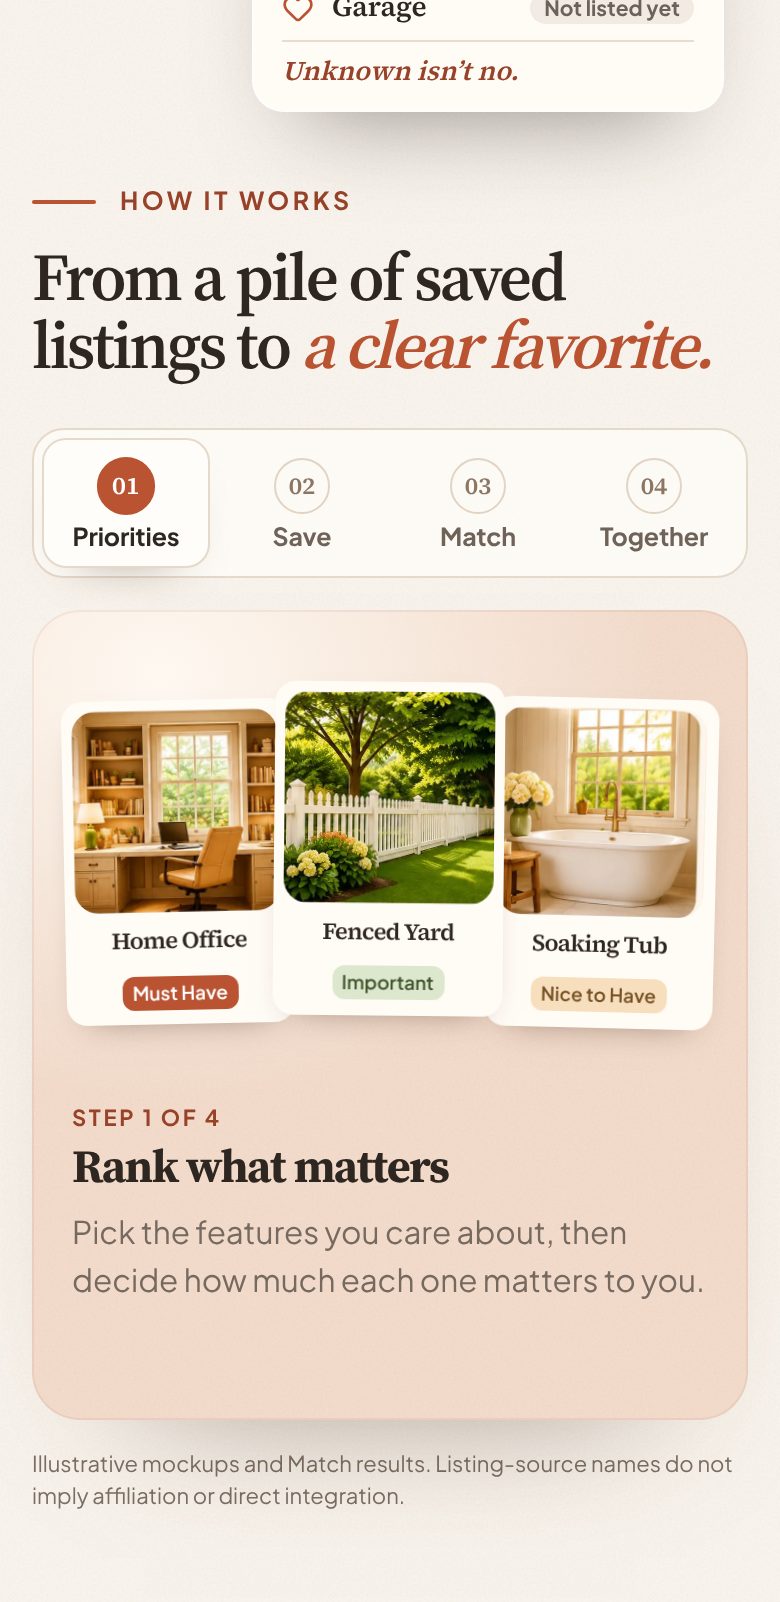 Garage
Not listed yet
Unknown isn’t no.
HOW IT WORKS
From a pile of saved
listings to a clear favorite.
01
02
03
04
Priorities
Save
Match
Together
Home Office
Fenced Yard
Soaking Tub
Must Have
Important
Nice to Have
STEP 1 OF 4
Rank what matters
Pick the features you care about, then
decide how much each one matters to you.
Illustrative mockups and Match results. Listing-source names do not
imply affiliation or direct integration.